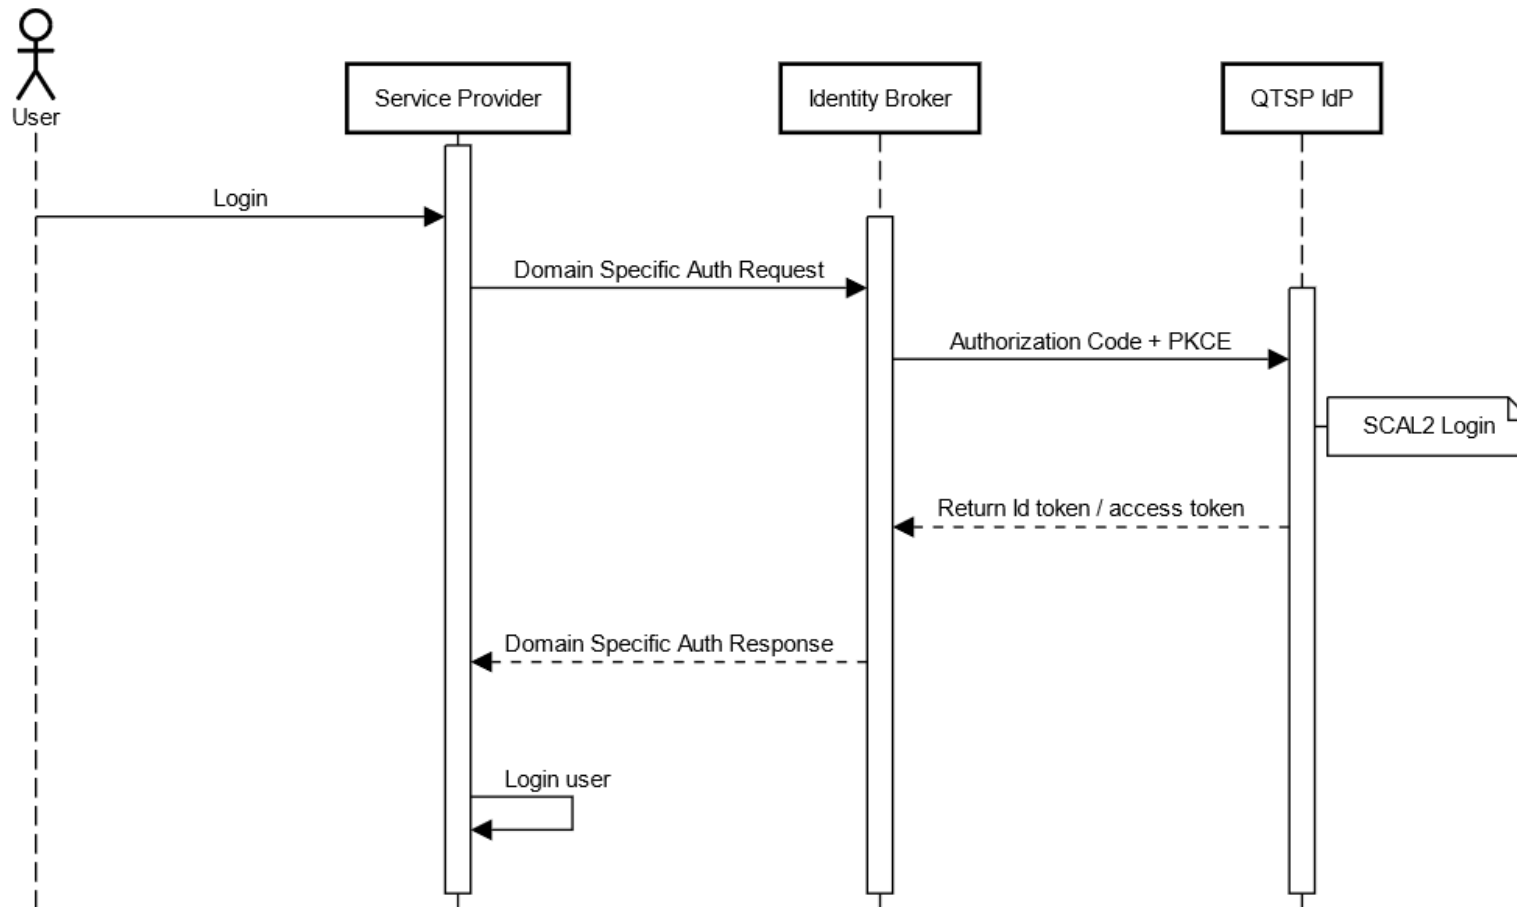 User
Service Provider
Identity Broker
QTSP IdP
Login
Domain Specific Auth Request
Authorization Code + PKCE
SCAL2 Login
Return Id token / access token
Domain Specific Auth Response
Login user